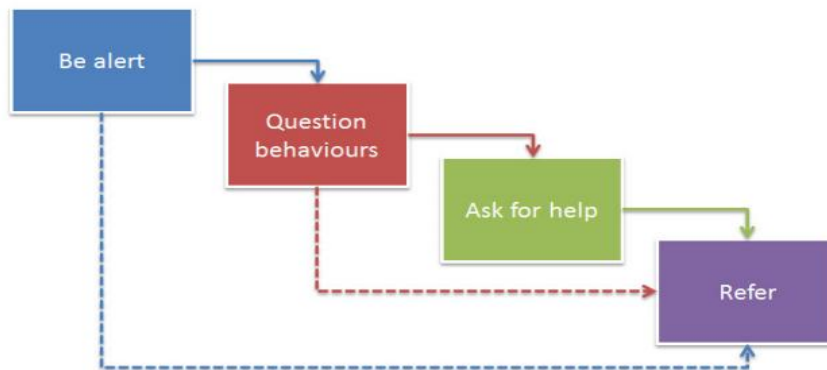 Be alert
Question
behaviours
Ask for help
Refer